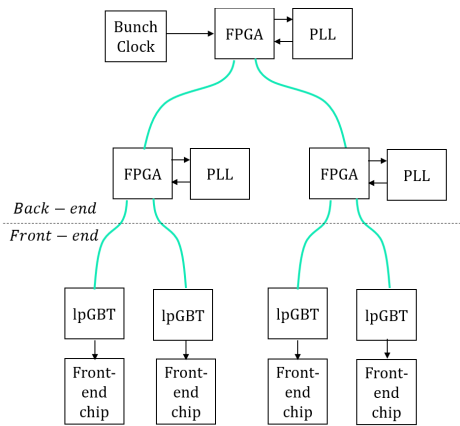 Bunch
Clock
FPGA
PLL
FPGA
PLL
FPGA
PLL
Back − end
Front − end
lpGBT
lpGBT
lpGBT
lpGBT
Front-
end
chip
Front-
end
chip
Front-
end
chip
Front-
end
chip